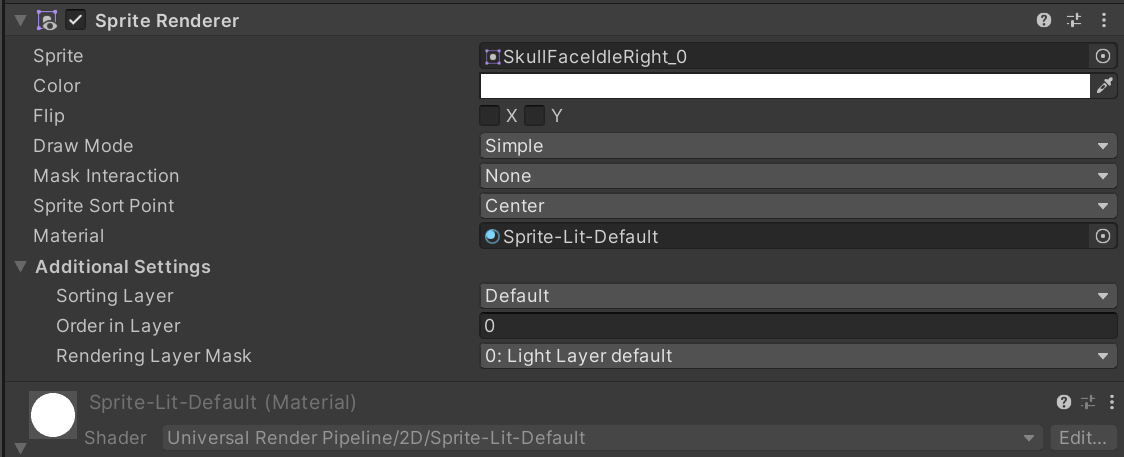 Sprite Renderer
Sprite SkullFaceIdleRight_0
Color
Flip X Y
Draw Mode Simple
Mask Interaction None
Sprite Sort Point Center
Material Sprite-Lit-Default
Additional Settings
Sorting Layer Default
Order in Layer 0
Rendering Layer Mask 0: Light Layer default
Sprite-Lit-Default (Material)
Shader Universal Render Pipeline/2D/Sprite-Lit-Default Edit...